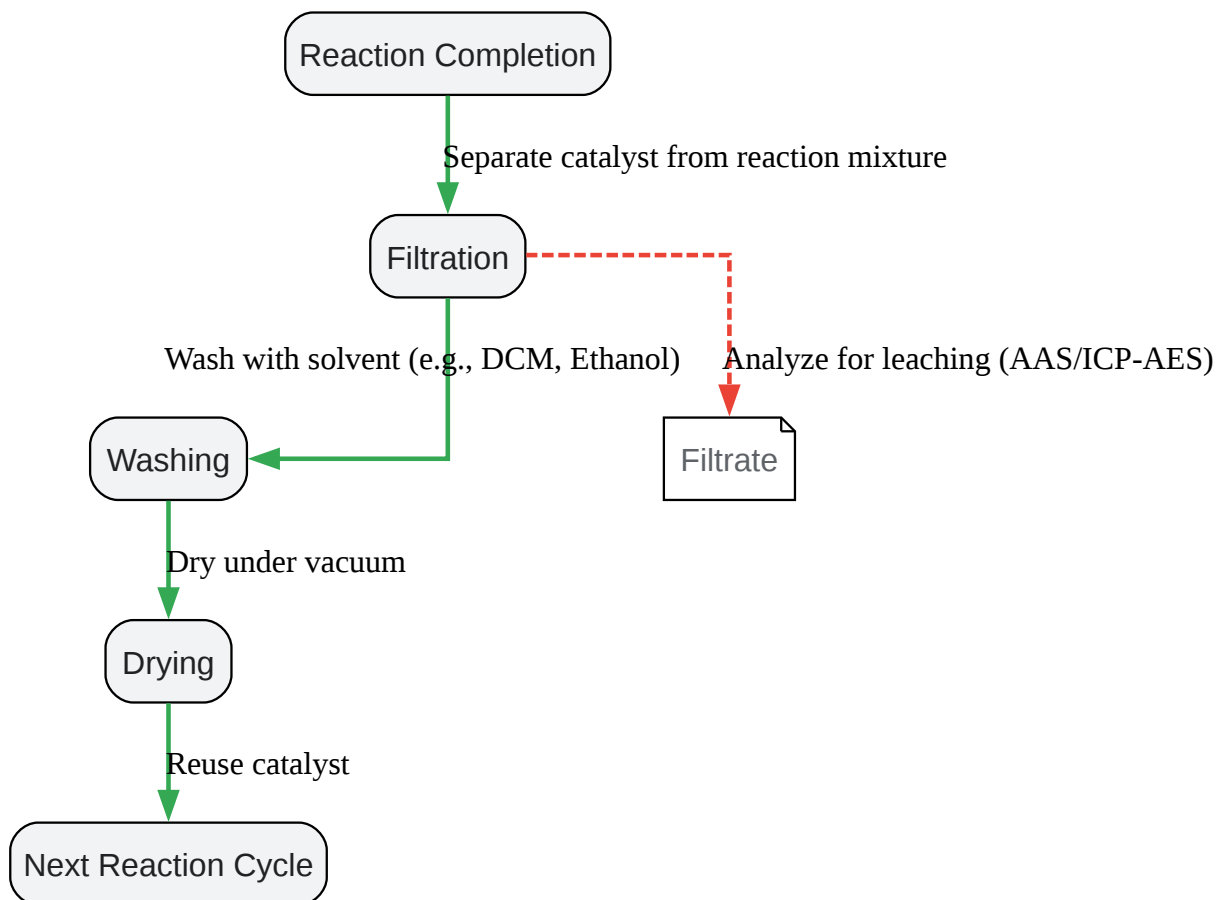 Reaction Completion
Separate catalyst from reaction mixture
Filtration
Wash with solvent (e.g., DCM, Ethanol)
Analyze for leaching (AAS/ICP-AES)
Washing
Filtrate
Dry under vacuum
Drying
Reuse catalyst
Next Reaction Cycle